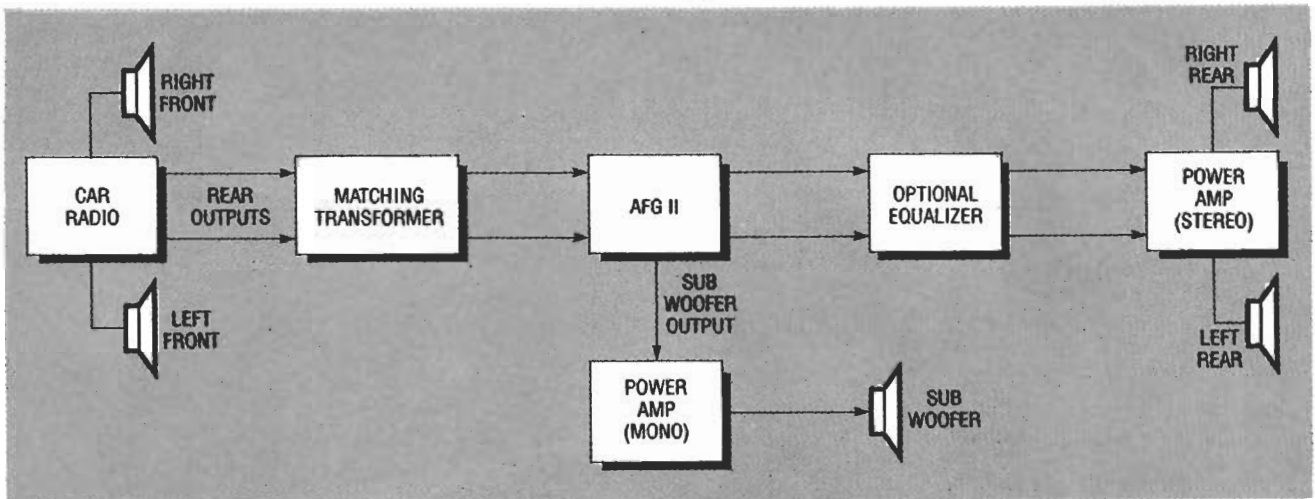 RIGHT
FRONT
CAR
RADIO
REAR
OUTPUTS
LEFT
FRONT
MATCHING
TRANSFORMER
AFG II
SUB
WOOFER
OUTPUT
POWER
AMP
(MONO)
SUB
WOOFER
OPTIONAL
EQUALIZER
RIGHT
REAR
POWER
AMP
(STEREO)
LEFT
REAR